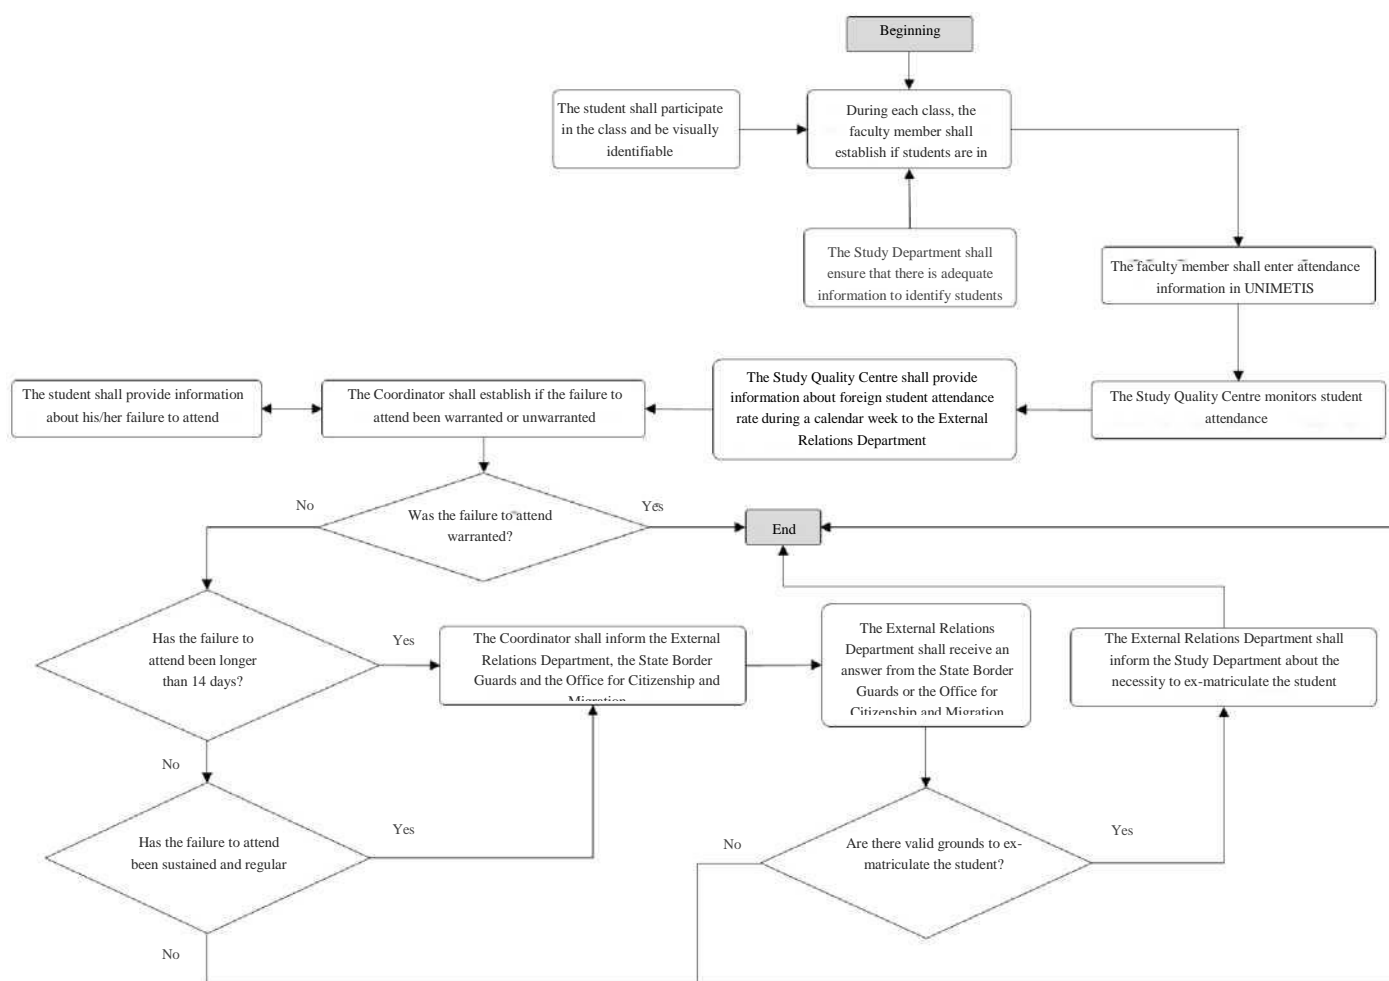 Beginning
The student shall participate
in the class and be visually
identifiable
During each class, the
faculty member shall
establish if students are in
The Study Department shall
ensure that there is adequate
information to identify students
The faculty member shall enter attendance
information in UNIMETIS
The student shall provide information
about his/her failure to attend
The Coordinator shall establish if the failure to
attend been warranted or unwarranted
The Study Quality Centre shall provide
information about foreign student attendance
rate during a calendar week to the External
Relations Department
The Study Quality Centre monitors student
attendance
No
Was the failure to attend
warranted?
Yes
End
Has the failure to
attend been longer
than 14 days?
Yes
The Coordinator shall inform the External
Relations Department, the State Border
Guards and the Office for Citizenship and
Migration
The External Relations
Department shall receive an
answer from the State Border
Guards or the Office for
Citizenship and Migration
The External Relations Department shall
inform the Study Department about the
necessity to ex-matriculate the student
No
Has the failure to attend
been sustained and regular
Yes
No
Are there valid grounds to ex-
matriculate the student?
Yes
No